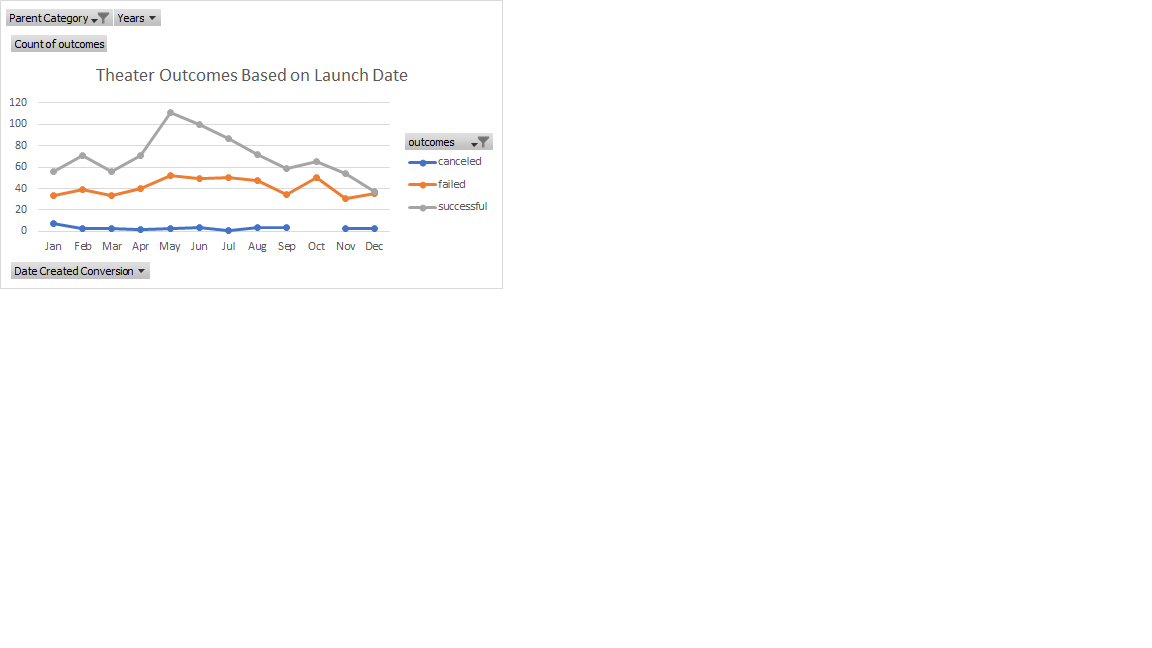 Parent Category Years
Count of outcomes
Theater Outcomes Based on Launch Date
120
100
80
60
40
20
0
Jan Feb Mar Apr May Jun Jul Aug Sep Oct Nov Dec
outcomes
canceled
failed
successful
Date Created Conversion